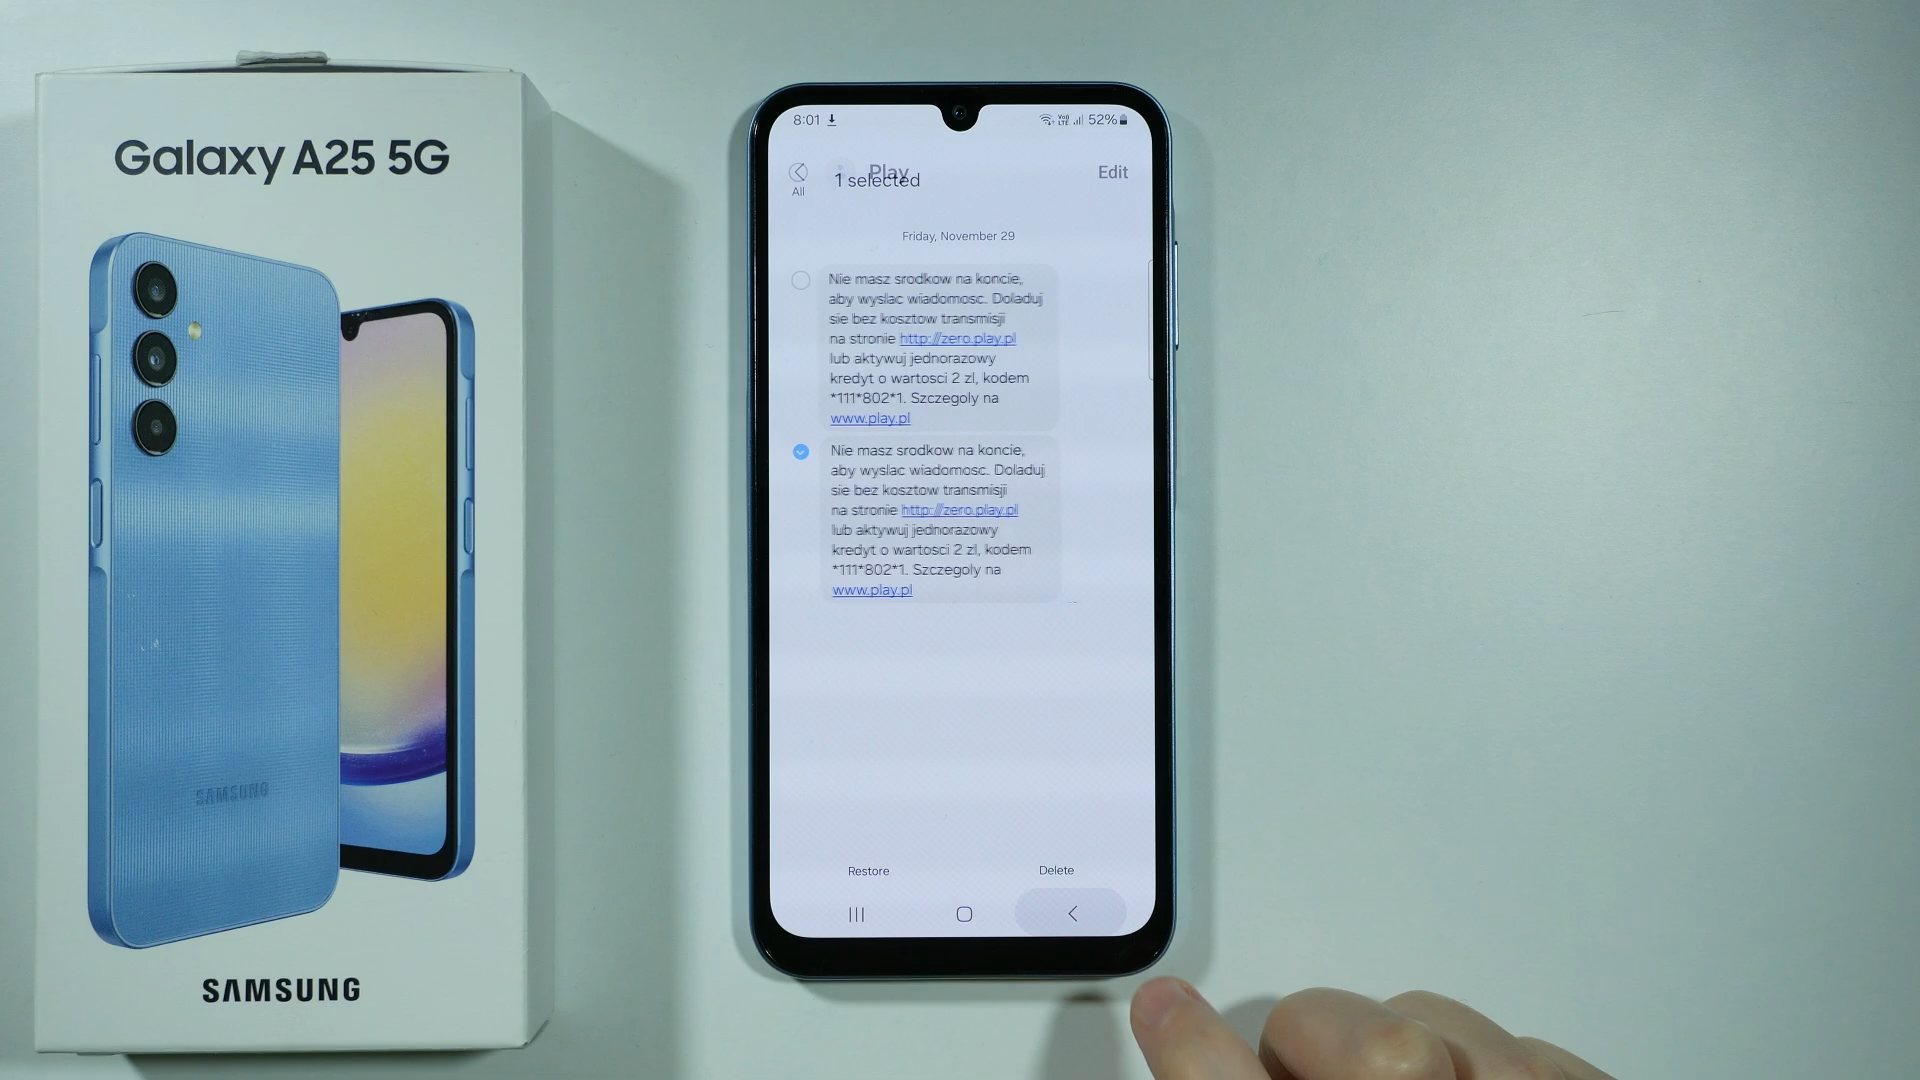 Galaxy A25 5G
SAMSUNG
SAMSUNG
8:01
52%
Play
Edit
All
1 selected
Friday, November 29
Nie masz srodkow na koncie,
aby wyslac wiadomosc. Doladuj
sie bez kosztow transmisji
na stronie http://zero.play.pl
lub aktywuj jednorazowy
kredyt o wartosci 2 zl, kodem
*111*802*1. Szczegoly na
www.play.pl
Nie masz srodkow na koncie,
aby wyslac wiadomosc. Doladuj
sie bez kosztow transmisji
na stronie http://zero.play.pl
lub aktywuj jednorazowy
kredyt o wartosci 2 zl, kodem
*111*802*1. Szczegoly na
www.play.pl
Restore
Delete